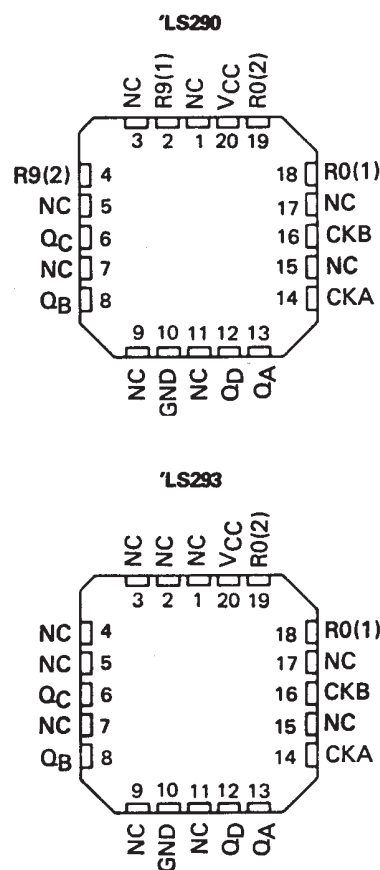 'LS290
NC R9(1) NC VCC R0(2)
3 2 1 20 19
R9(2) 4 18 R0(1)
NC 5 17 NC
QC 6 16 CKB
NC 7 15 NC
QB 8 14 CKA
9 10 11 12 13
NC GND NC QD QA
'LS293
NC NC NC VCC R0(2)
3 2 1 20 19
NC 4 18 R0(1)
NC 5 17 NC
QC 6 16 CKB
NC 7 15 NC
QB 8 14 CKA
9 10 11 12 13
NC GND NC QD QA